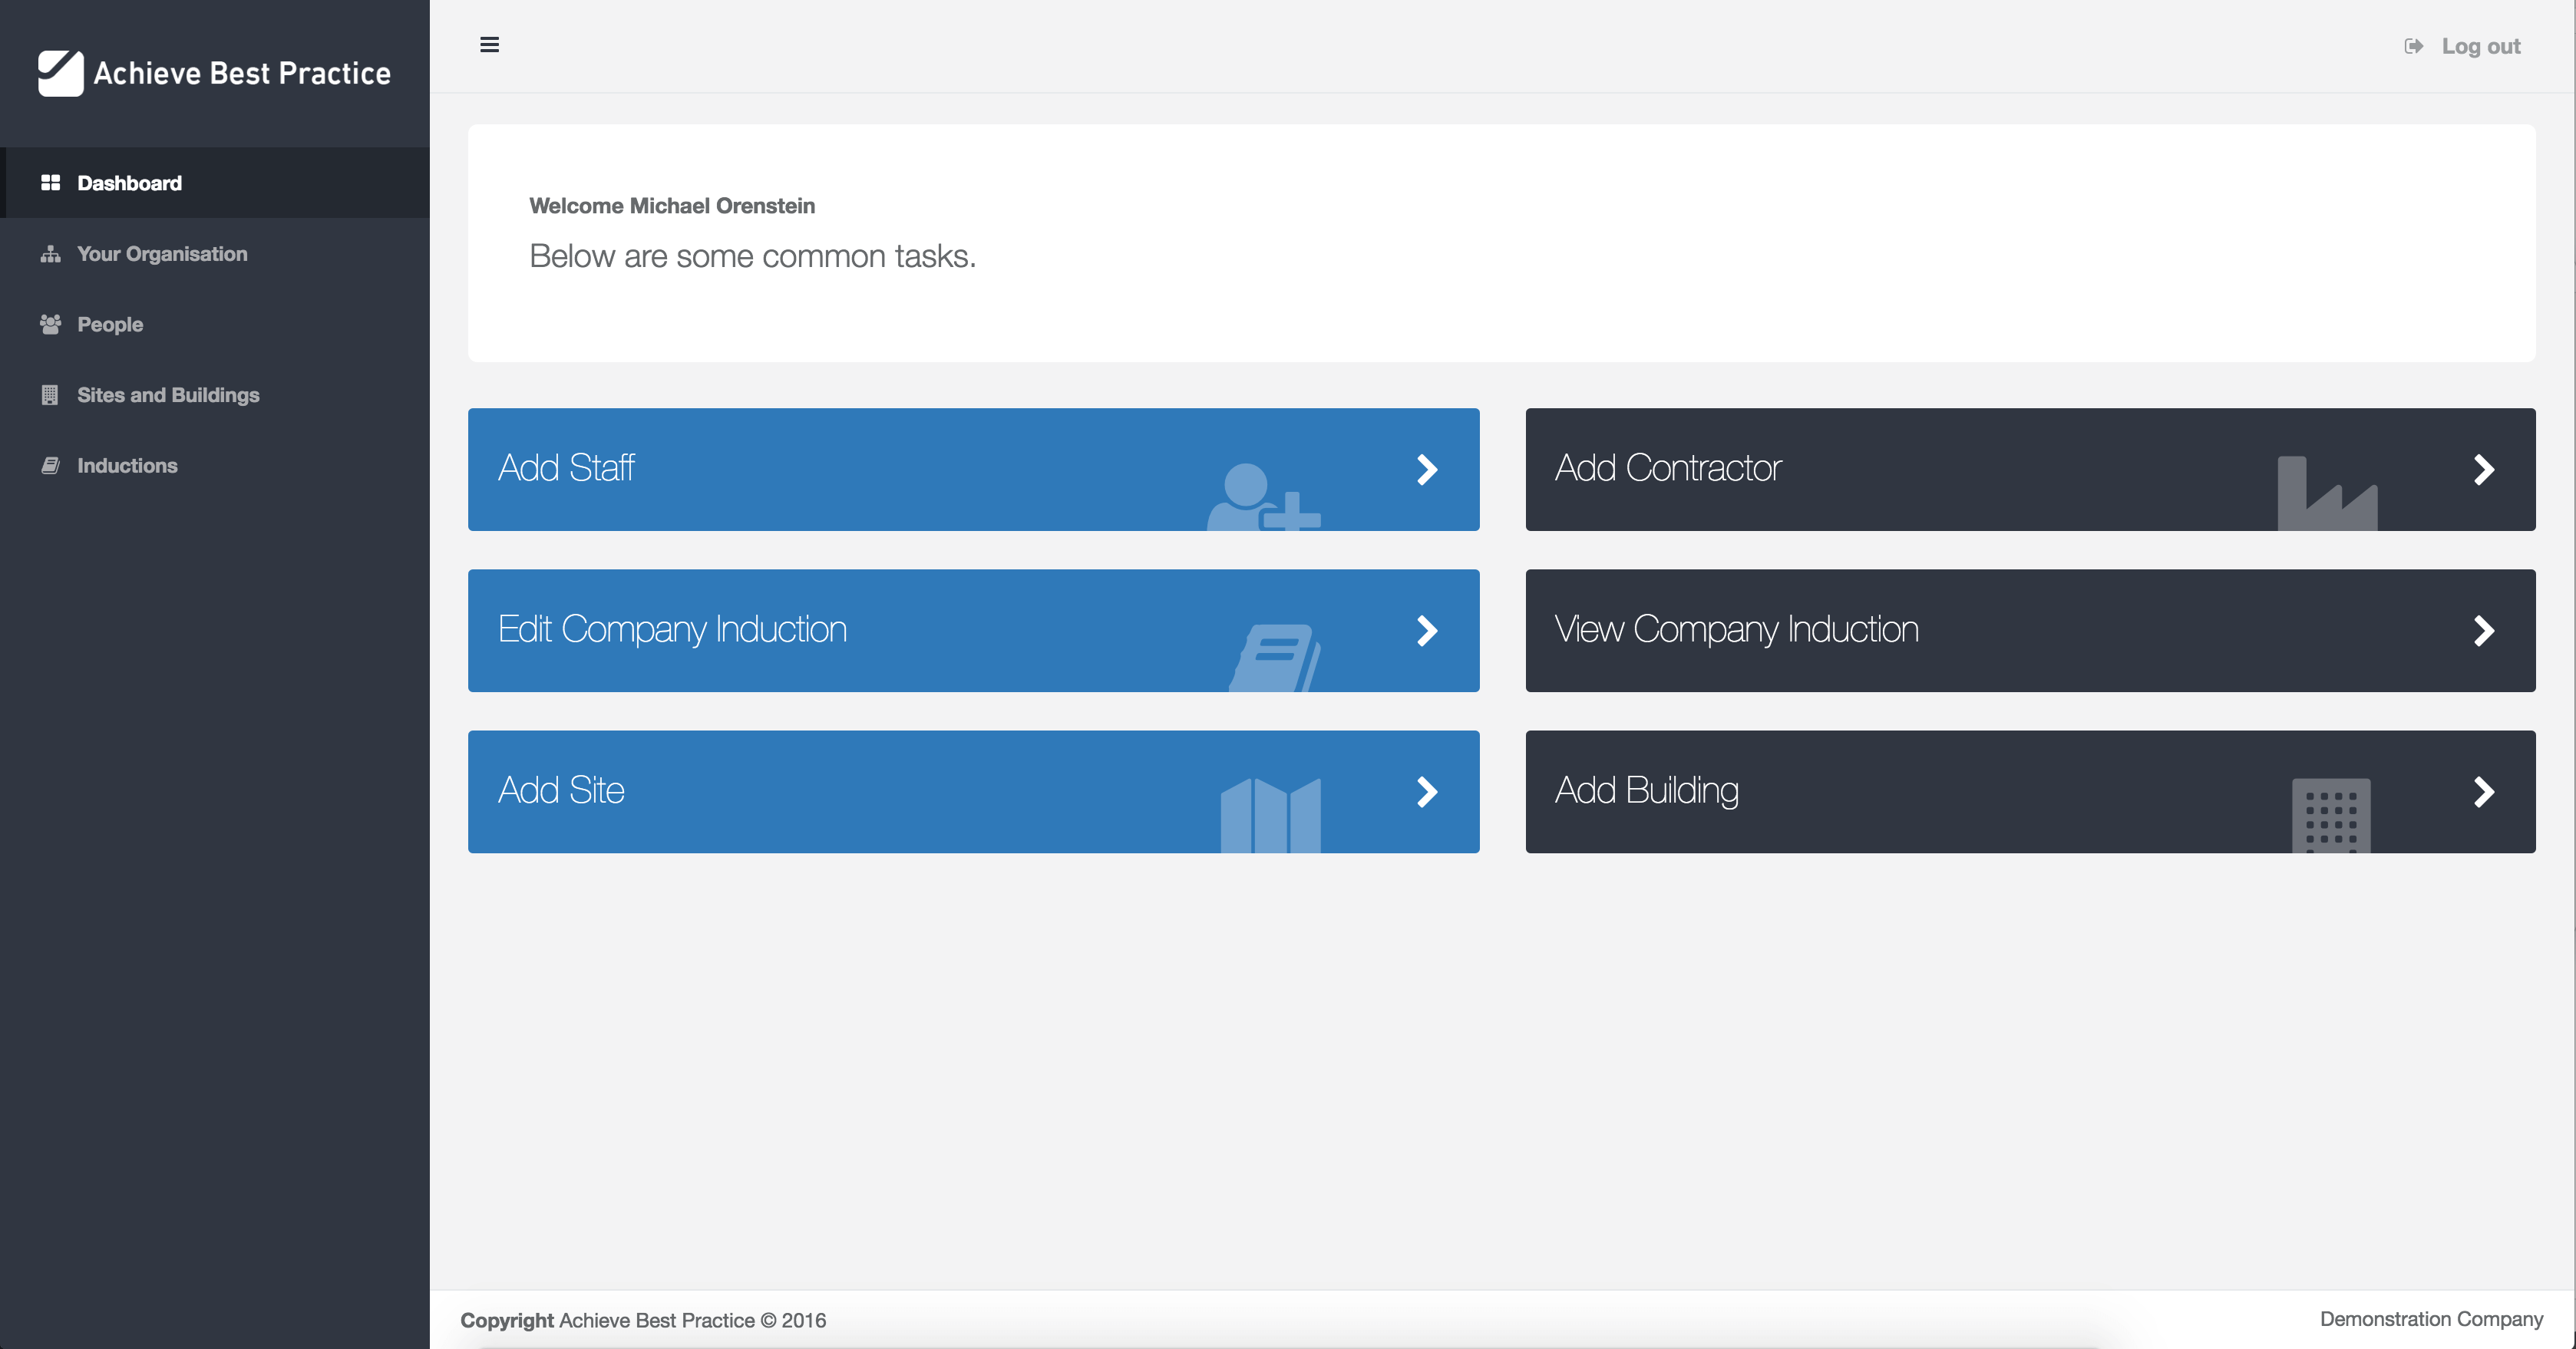 Achieve Best Practice
Log out
Dashboard
Your Organisation
People
Sites and Buildings
Inductions
Welcome Michael Orenstein
Below are some common tasks.
Add Staff
Add Contractor
Edit Company Induction
View Company Induction
Add Site
Add Building
Copyright Achieve Best Practice © 2016
Demonstration Company